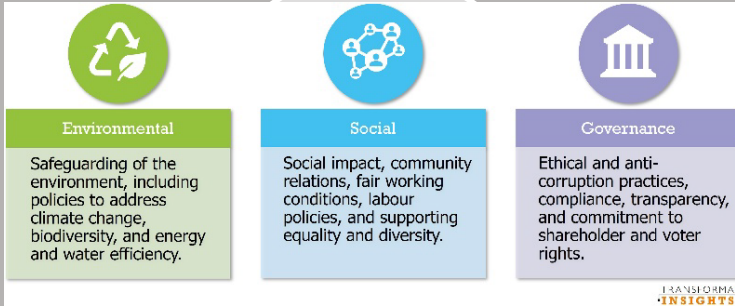 Environmental
Safeguarding of the
environment, including
policies to address
climate change,
biodiversity, and energy
and water efficiency.
Social
Social impact, community
relations, fair working
conditions, labour
policies, and supporting
equality and diversity.
Governance
Ethical and anti-
corruption practices,
compliance, transparency,
and commitment to
shareholder and voter
rights.
TRANSFORMA
INSIGHTS